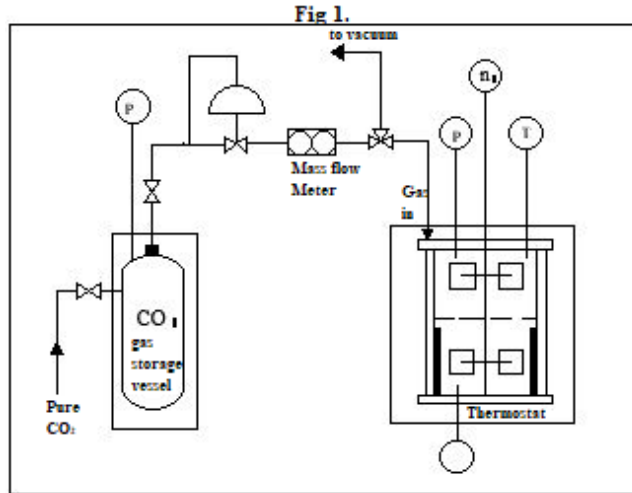 Fig 1.
to vacuum
P
P
T
Mass flow
Meter
Gas
in
CO
gas
storage
vessel
Pure
CO₂
Thermostat